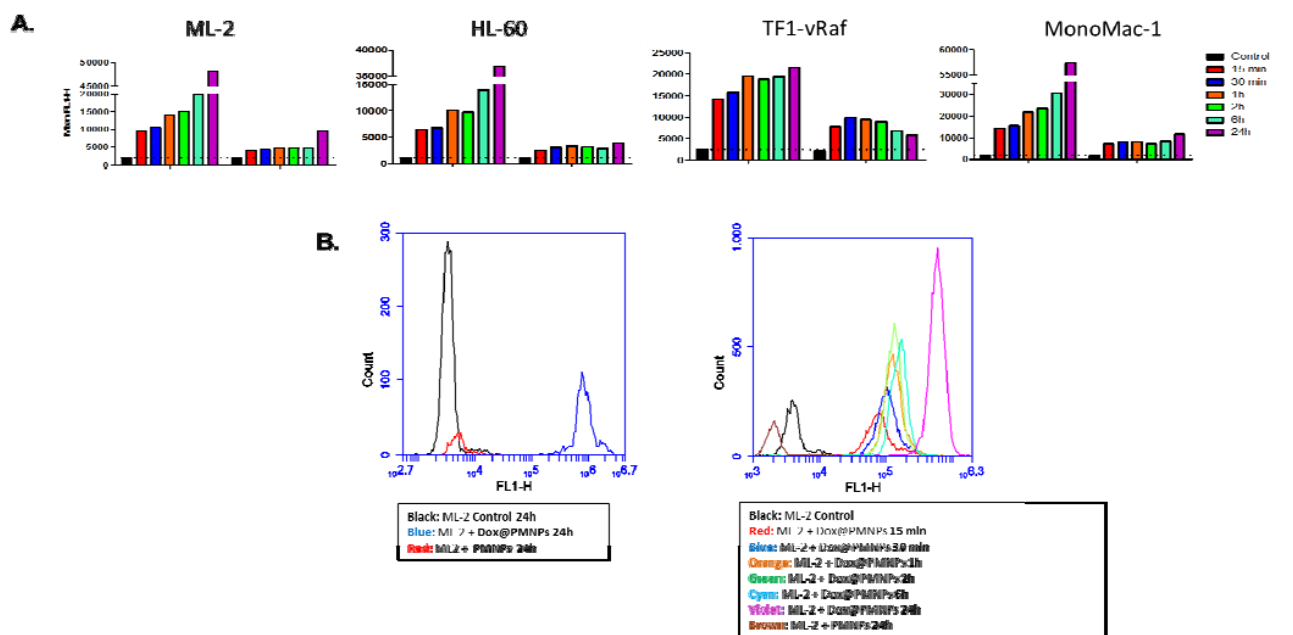 A.
ML-2
HL-60
TF1-vRaf
MonoMac-1
50000
45000
20000
15000
10000
5000
0
40000
35000
15000
10000
5000
0
25000
20000
15000
10000
5000
0
60000
55000
30000
20000
10000
0
Control
15 min
30 min
1h
2h
6h
24h
B.
300
200
100
0
Count
10^2.7 10^4 10^5 10^6 10^6.7
FL1-H
1.000
500
0
Count
10^3 10^4 10^5 10^6.3
FL1-H
Black: ML-2 Control 24h
Blue: ML-2 + Dox@PMNPs 24h
Red: ML2 + PMNPs 24h
Black: ML-2 Control
Red: ML-2 + Dox@PMNPs 15 min
Blue: ML-2 + Dox@PMNPs 30 min
Orange: ML-2 + Dox@PMNPs 1h
Green: ML-2 + Dox@PMNPs 2h
Cyan: ML-2 + Dox@PMNPs 6h
Violet: ML-2 + Dox@PMNPs 24h
Brown: ML-2 + PMNPs 24h